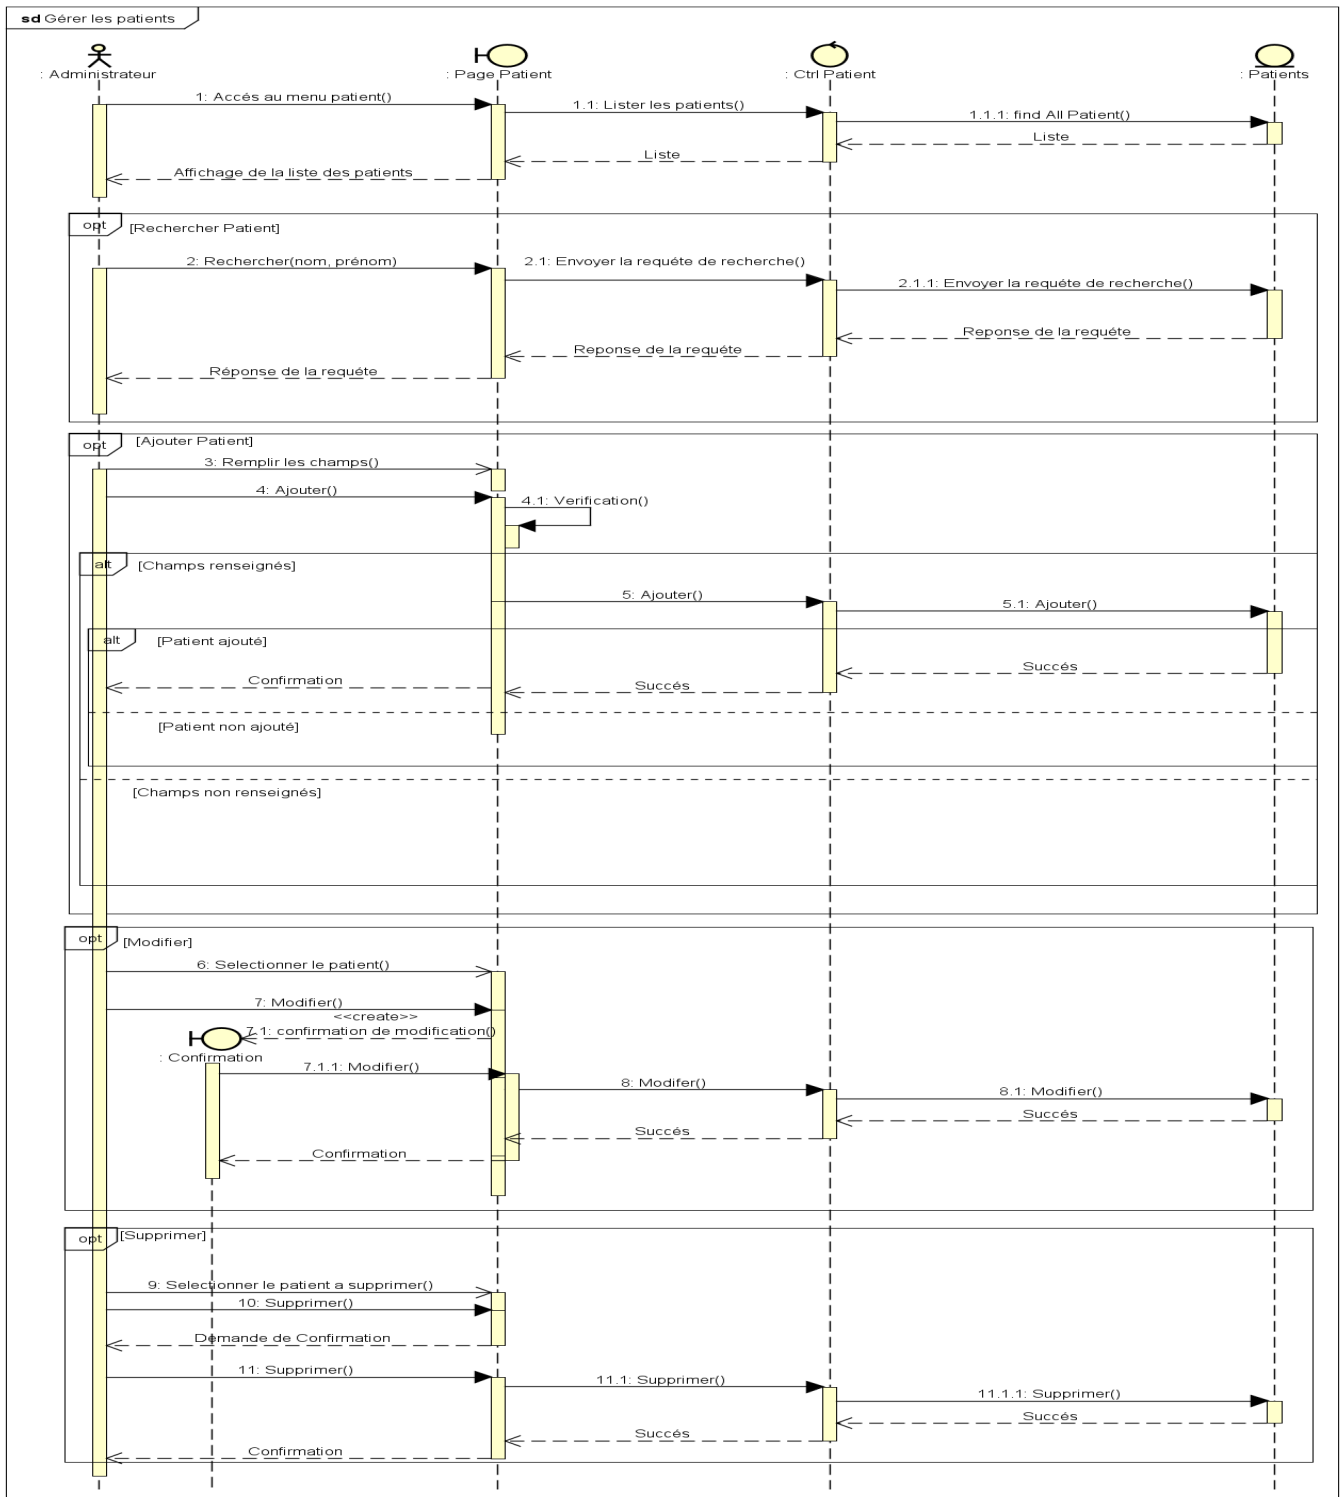 sd Gérer les patients
: Administrateur
: Page Patient
: Ctrl Patient
: Patients
1: Accés au menu patient()
1.1: Lister les patients()
1.1.1: find All Patient()
Liste
Liste
Affichage de la liste des patients
opt [Rechercher Patient]
2: Rechercher(nom, prénom)
2.1: Envoyer la requéte de recherche()
2.1.1: Envoyer la requéte de recherche()
Reponse de la requéte
Reponse de la requéte
Réponse de la requéte
opt [Ajouter Patient]
3: Remplir les champs()
4: Ajouter()
4.1: Verification()
alt [Champs renseignés]
5: Ajouter()
5.1: Ajouter()
alt [Patient ajouté]
Succés
Confirmation
Succés
[Patient non ajouté]
[Champs non renseignés]
opt [Modifier]
6: Selectionner le patient()
7: Modifier()
<<create>>
7.1: confirmation de modification()
: Confirmation
7.1.1: Modifier()
8: Modifer()
8.1: Modifier()
Succés
Succés
Confirmation
opt [Supprimer]
9: Selectionner le patient a supprimer()
10: Supprimer()
Demande de Confirmation
11: Supprimer()
11.1: Supprimer()
11.1.1: Supprimer()
Succés
Succés
Confirmation